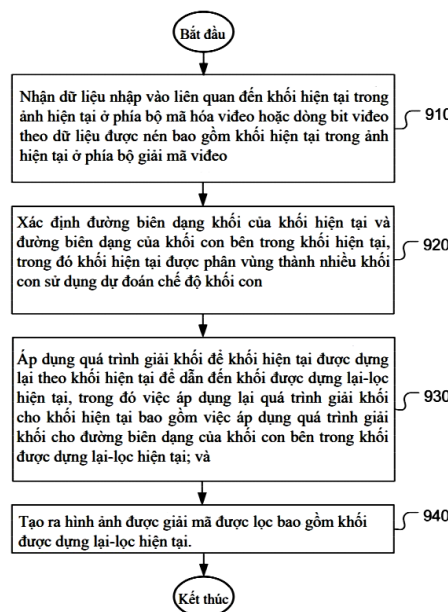 Bắt đầu
Nhận dữ liệu nhập vào liên quan đến khối hiện tại trong
ảnh hiện tại ở phía bộ mã hóa video hoặc dòng bit video
theo dữ liệu được nén bao gồm khối hiện tại trong ảnh
hiện tại ở phía bộ giải mã video
910
Xác định đường biên dạng khối của khối hiện tại và
đường biên dạng của khối con bên trong khối hiện tại,
trong đó khối hiện tại được phân vùng thành nhiều khối
con sử dụng dự đoán chế độ khối con
920
Áp dụng quá trình giải khối để khối hiện tại được dựng
lại theo khối hiện tại để dẫn đến khối được dựng lại-lọc
hiện tại, trong đó việc áp dụng lại quá trình giải khối
cho khối hiện tại bao gồm việc áp dụng quá trình giải
khối cho đường biên dạng của khối con bên trong khối
được dựng lại-lọc hiện tại; và
930
Tạo ra hình ảnh được giải mã được lọc bao gồm khối
được dựng lại-lọc hiện tại.
940
Kết thúc